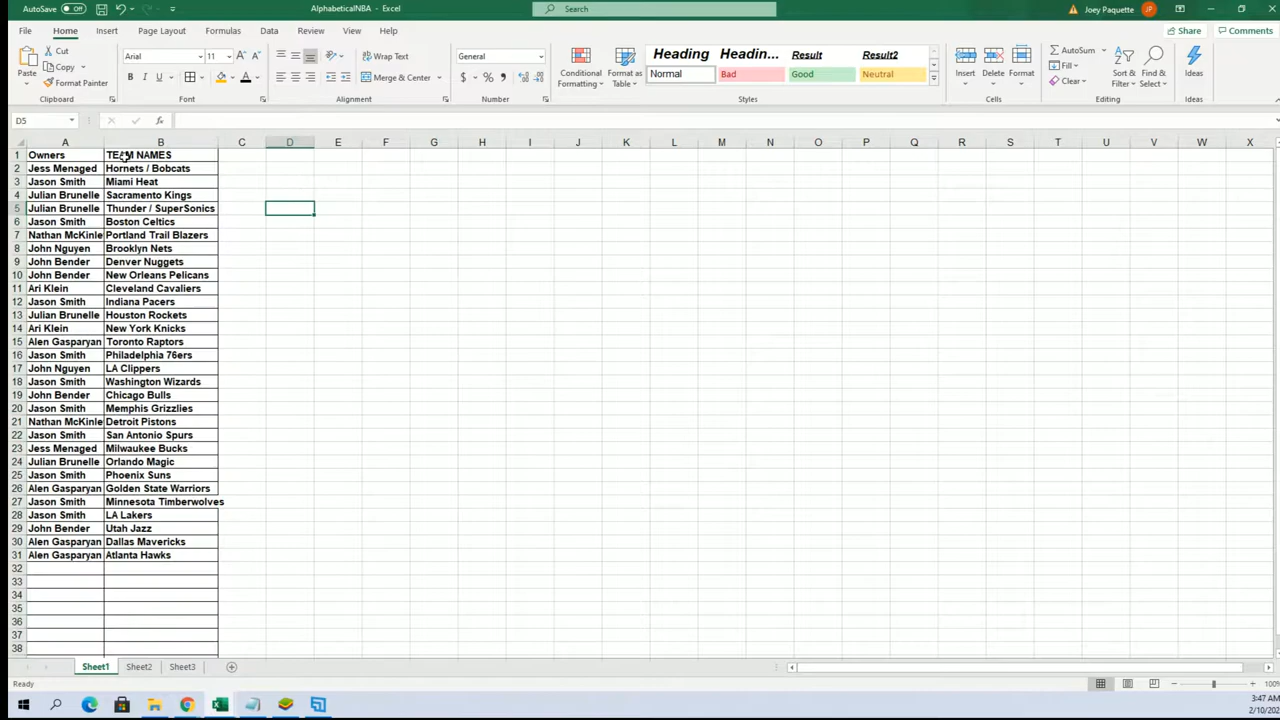 AutoSave Off AlphabeticalNBA - Excel Search Joey Paquette JP
File Home Insert Page Layout Formulas Data Review View Help Share Comments
Paste Cut Copy Format Painter Arial 11 Wrap Text Merge & Center General Conditional Formatting Format as Table Heading Headin... Result Result2 Normal Bad Good Neutral Insert Delete Format AutoSum Fill Clear Sort & Filter Find & Select Ideas
Clipboard Font Alignment Number Styles Cells Editing Ideas
D5 fx
A B C D E F G H I J K L M N O P Q R S T U V W X
1 Owners TEAM NAMES
2 Jess Menaged Hornets / Bobcats
3 Jason Smith Miami Heat
4 Julian Brunelle Sacramento Kings
5 Julian Brunelle Thunder / SuperSonics
6 Jason Smith Boston Celtics
7 Nathan McKinle Portland Trail Blazers
8 John Nguyen Brooklyn Nets
9 John Bender Denver Nuggets
10 John Bender New Orleans Pelicans
11 Ari Klein Cleveland Cavaliers
12 Jason Smith Indiana Pacers
13 Julian Brunelle Houston Rockets
14 Ari Klein New York Knicks
15 Alen Gasparyan Toronto Raptors
16 Jason Smith Philadelphia 76ers
17 John Nguyen LA Clippers
18 Jason Smith Washington Wizards
19 John Bender Chicago Bulls
20 Jason Smith Memphis Grizzlies
21 Nathan McKinle Detroit Pistons
22 Jason Smith San Antonio Spurs
23 Jess Menaged Milwaukee Bucks
24 Julian Brunelle Orlando Magic
25 Jason Smith Phoenix Suns
26 Alen Gasparyan Golden State Warriors
27 Jason Smith Minnesota Timberwolves
28 Jason Smith LA Lakers
29 John Bender Utah Jazz
30 Alen Gasparyan Dallas Mavericks
31 Alen Gasparyan Atlanta Hawks
32
33
34
35
36
37
38
Sheet1 Sheet2 Sheet3
Ready 100%
3:47 AM
2/10/202